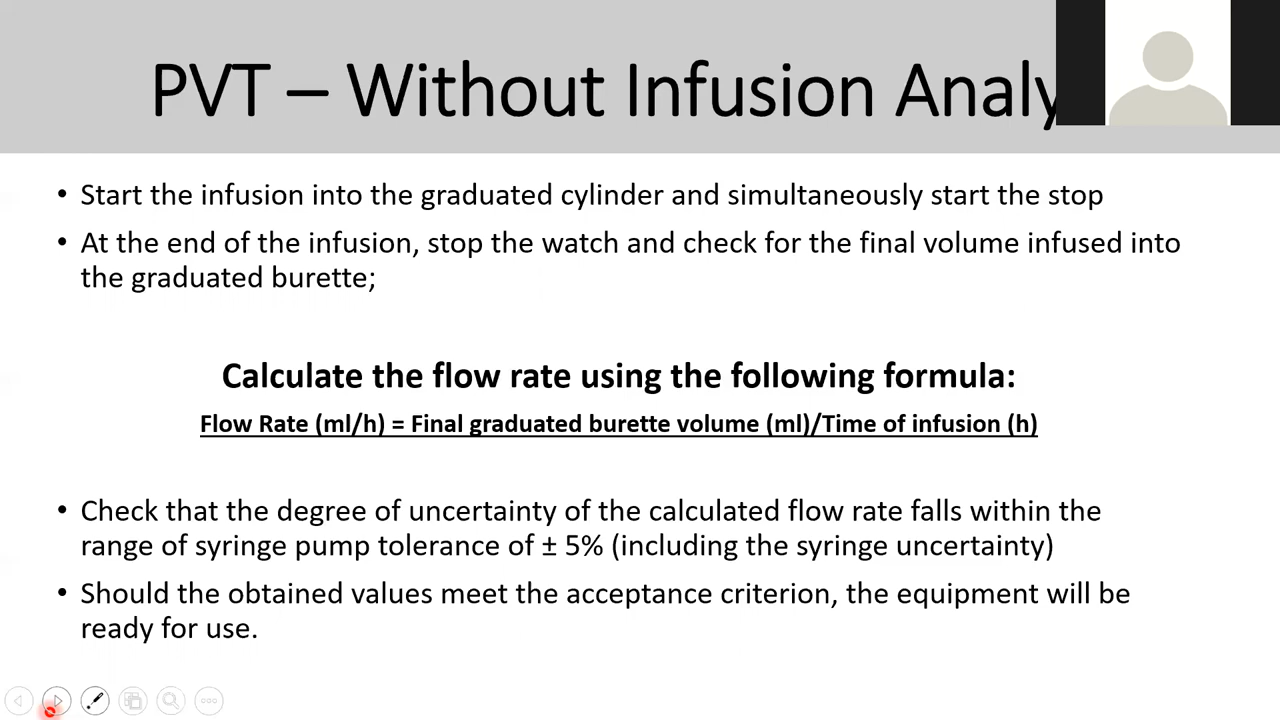 PVT – Without Infusion Analy
• Start the infusion into the graduated cylinder and simultaneously start the stop
• At the end of the infusion, stop the watch and check for the final volume infused into
the graduated burette;
Calculate the flow rate using the following formula:
Flow Rate (ml/h) = Final graduated burette volume (ml)/Time of infusion (h)
• Check that the degree of uncertainty of the calculated flow rate falls within the
range of syringe pump tolerance of ± 5% (including the syringe uncertainty)
• Should the obtained values meet the acceptance criterion, the equipment will be
ready for use.